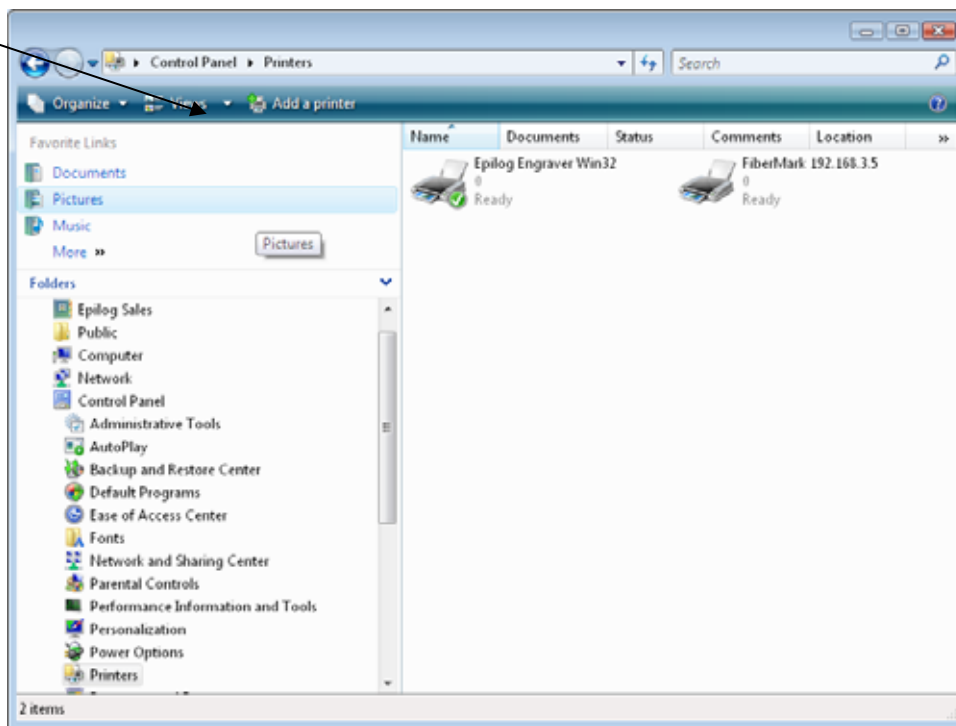 Control Panel Printers
Search
Organize Views Add a printer
Favorite Links
Documents
Pictures
Music
More »
Pictures
Folders
Epilog Sales
Public
Computer
Network
Control Panel
Administrative Tools
AutoPlay
Backup and Restore Center
Default Programs
Ease of Access Center
Fonts
Network and Sharing Center
Parental Controls
Performance Information and Tools
Personalization
Power Options
Printers
Name Documents Status Comments Location »
Epilog Engraver Win32
0
Ready
FiberMark 192.168.3.5
0
Ready
2 items